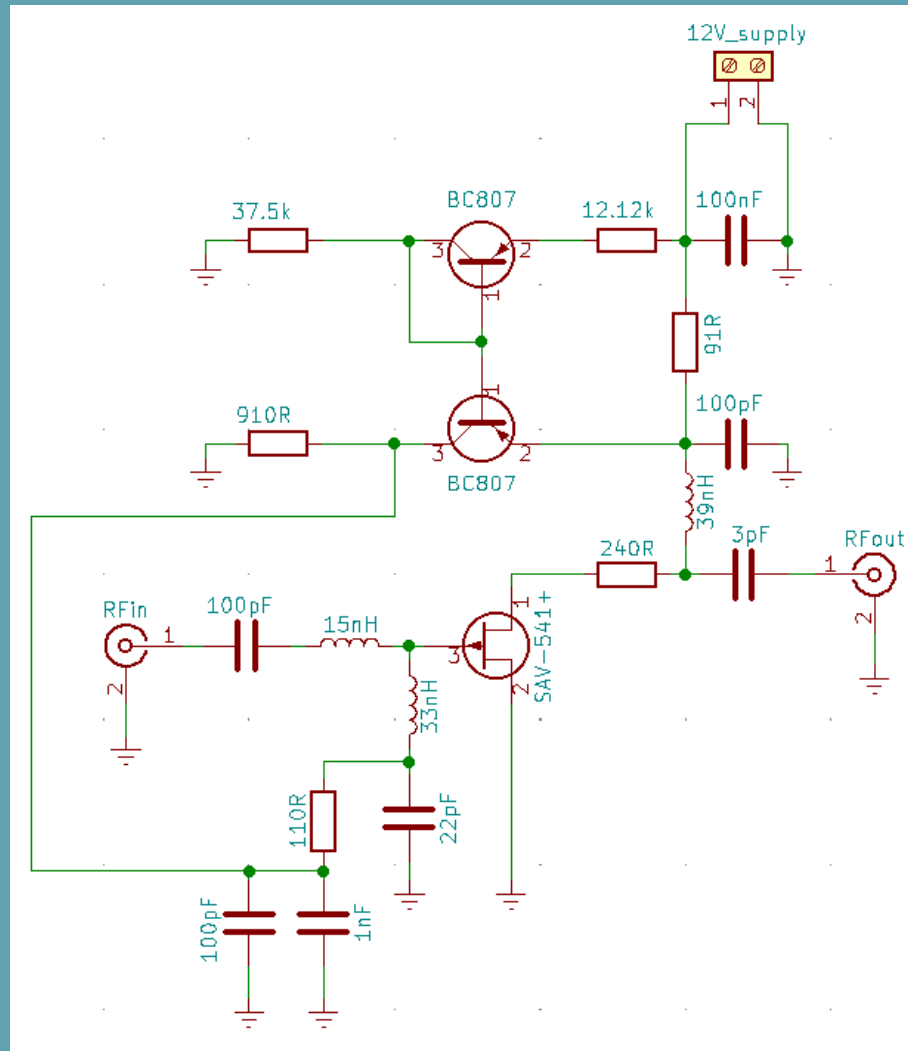 12V_supply
1
2
37.5k
BC807
12.12k
100nF
3
2
1
91R
910R
1
100pF
3
2
BC807
39nH
240R
3pF
RFout
1
2
RFin
1
2
100pF
15nH
3
1
2
SAV-541+
33nH
110R
22pF
100pF
1nF